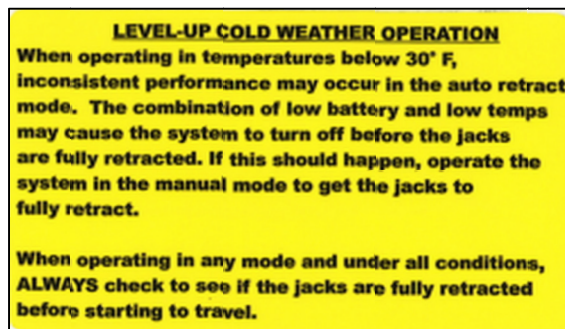 LEVEL-UP COLD WEATHER OPERATION
When operating in temperatures below 30° F,
inconsistent performance may occur in the auto retract
mode. The combination of low battery and low temps
may cause the system to turn off before the jacks
are fully retracted. If this should happen, operate the
system in the manual mode to get the jacks to
fully retract.
When operating in any mode and under all conditions,
ALWAYS check to see if the jacks are fully retracted
before starting to travel.